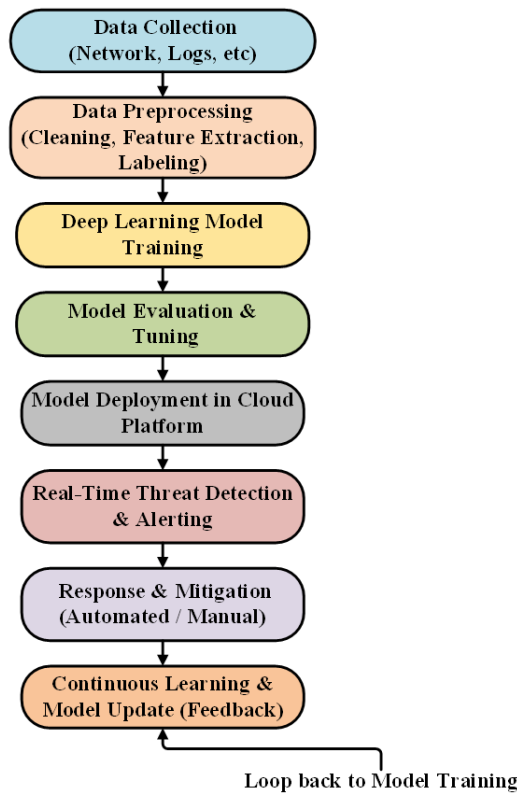 Data Collection
(Network, Logs, etc)
Data Preprocessing
(Cleaning, Feature Extraction,
Labeling)
Deep Learning Model
Training
Model Evaluation &
Tuning
Model Deployment in Cloud
Platform
Real-Time Threat Detection
& Alerting
Response & Mitigation
(Automated / Manual)
Continuous Learning &
Model Update (Feedback)
Loop back to Model Training